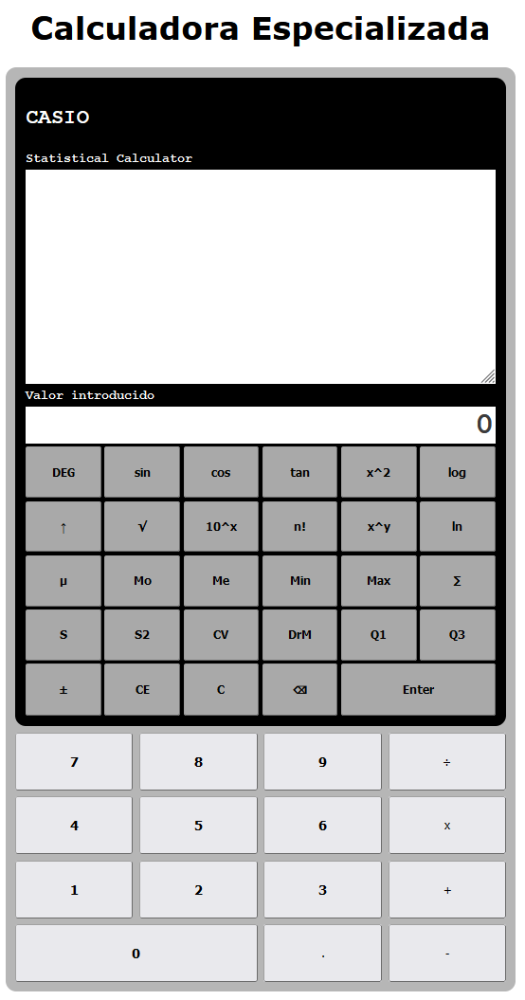 Calculadora Especializada
CASIO
Statistical Calculator
Valor introducido
0
DEG sin cos tan x^2 log
↑ √ 10^x n! x^y ln
μ Mo Me Min Max ∑
S S2 CV DrM Q1 Q3
± CE C ⌫ Enter
7 8 9 ÷
4 5 6 x
1 2 3 +
0 . -